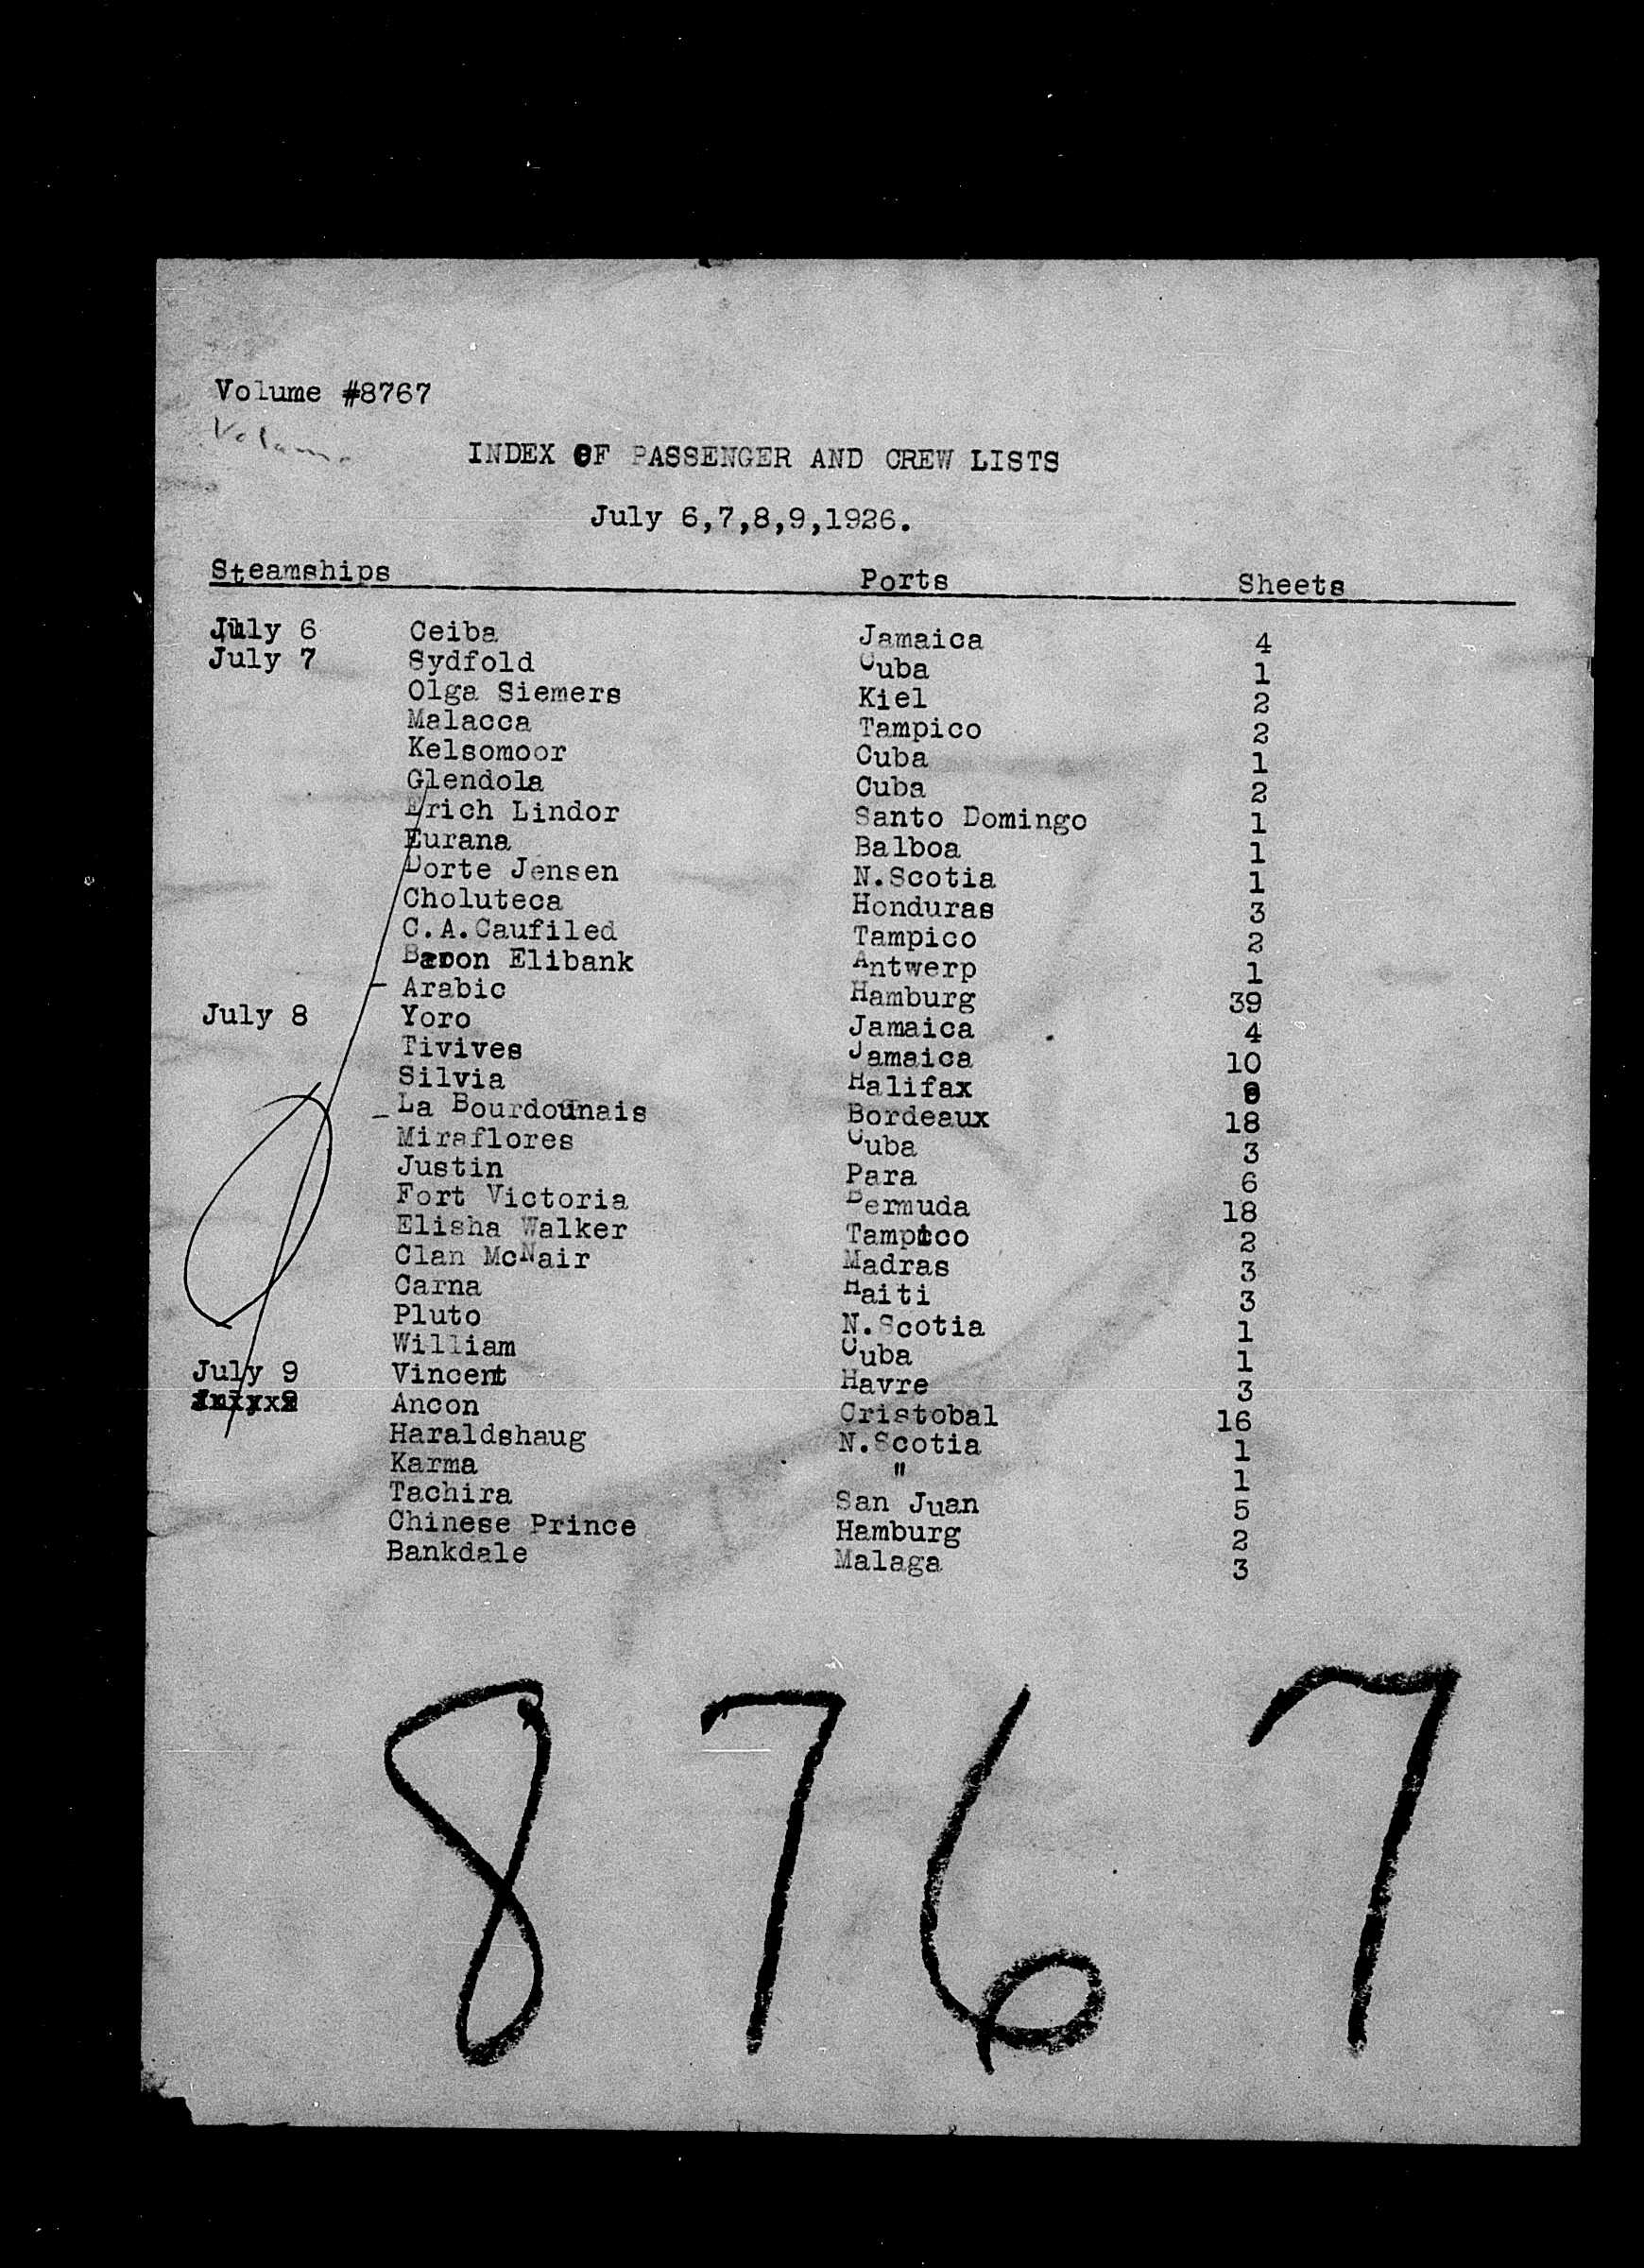 Volume #8767
Volume
INDEX OF PASSENGER AND CREW LISTS
July 6,7,8,9,1926.
Steamships Ports Sheets
July 6 Ceiba Jamaica 4
July 7 Sydfold Cuba 1
Olga Siemers Kiel 2
Malacca Tampico 2
Kelsomoor Cuba 1
Glendola Cuba 2
Erich Lindor Santo Domingo 1
Eurana Balboa 1
Dorte Jensen N.Scotia 1
Choluteca Honduras 3
C.A.Caufiled Tampico 2
Baron Elibank Antwerp 1
Arabic Hamburg 39
July 8 Yoro Jamaica 4
Tivives Jamaica 10
Silvia Halifax
La Bourdounais Bordeaux 18
Miraflores Cuba 3
Justin Para 6
Fort Victoria Bermuda 18
Elisha Walker Tampico 2
Clan McNair Madras 3
Carna Haiti 3
Pluto N.Scotia 1
William Cuba 1
July 9 Vincent Havre 3
Ancon Cristobal 16
Haraldshaug N.Scotia 1
Karma " 1
Tachira San Juan 5
Chinese Prince Hamburg 2
Bankdale Malaga 3
8767